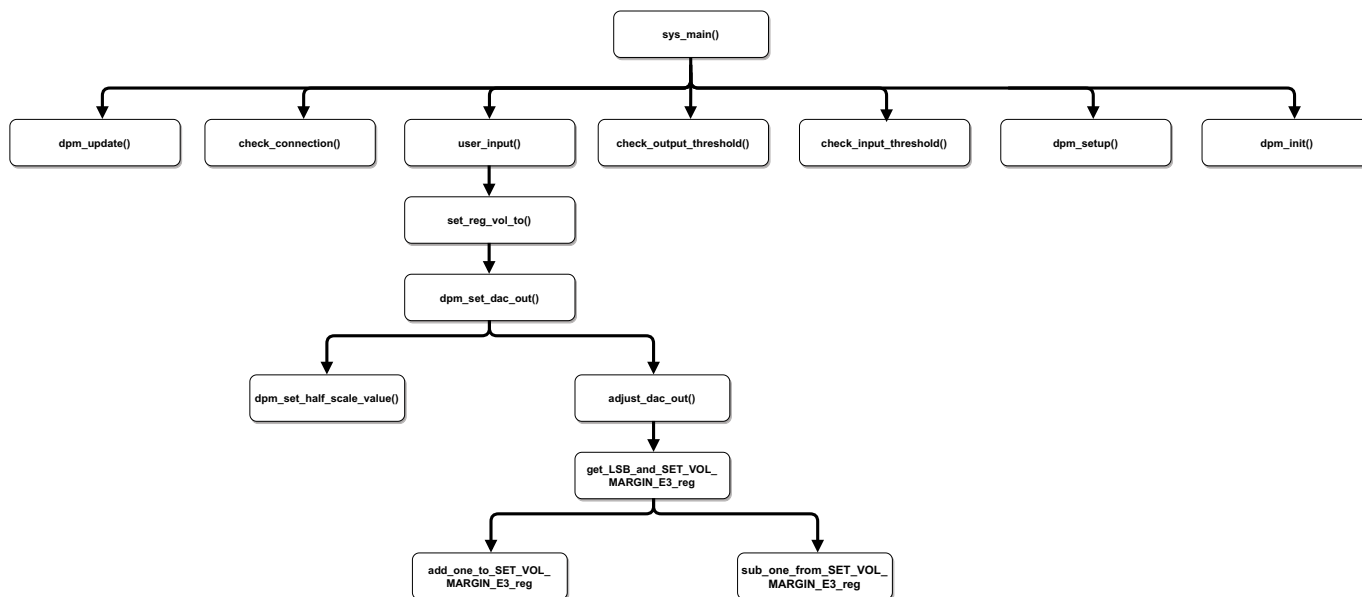 sys_main()
dpm_update()
check_connection()
user_input()
check_output_threshold()
check_input_threshold()
dpm_setup()
dpm_init()
set_reg_vol_to()
dpm_set_dac_out()
dpm_set_half_scale_value()
adjust_dac_out()
get_LSB_and_SET_VOL_
MARGIN_E3_reg
add_one_to_SET_VOL_
MARGIN_E3_reg
sub_one_from_SET_VOL_
MARGIN_E3_reg